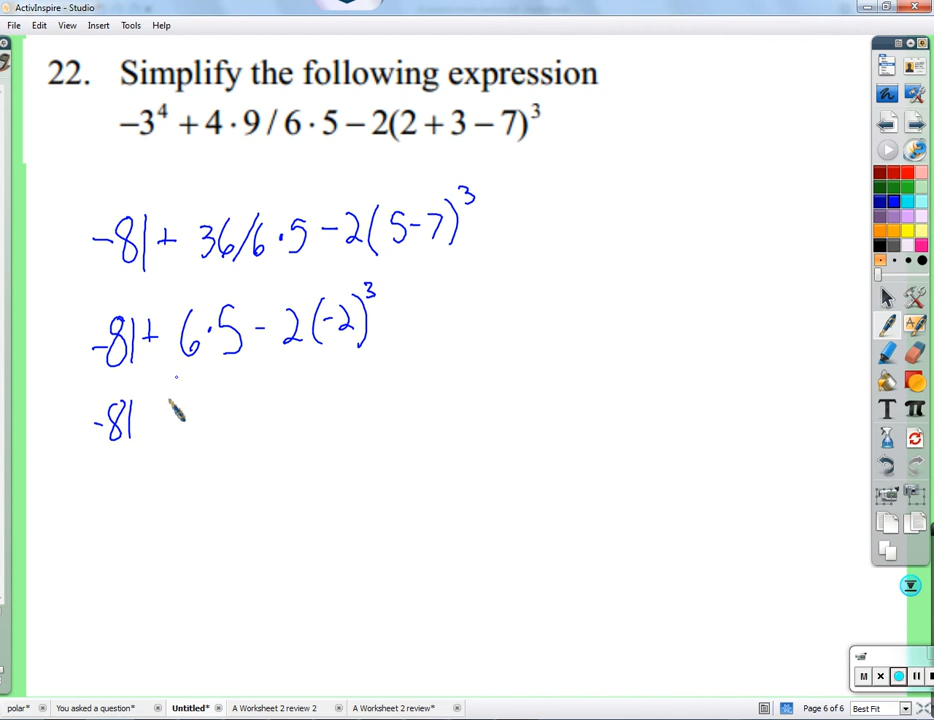 ActivInspire - Studio
File Edit View Insert Tools Help
22. Simplify the following expression
−3⁴ + 4 · 9 / 6 · 5 − 2(2 + 3 − 7)³
-81 + 36/6 · 5 - 2(5-7)³
-81 + 6 · 5 - 2(-2)³
-81
M
polar* You asked a question* Untitled* A Worksheet 2 review 2 A Worksheet 2 review* Page 6 of 6 Best Fit